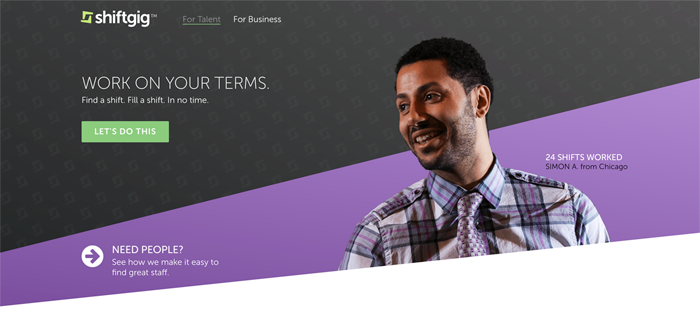 shiftgig™
For Talent
For Business
WORK ON YOUR TERMS.
Find a shift. Fill a shift. In no time.
LET'S DO THIS
24 SHIFTS WORKED
SIMON A. from Chicago
NEED PEOPLE?
See how we make it easy to
find great staff.